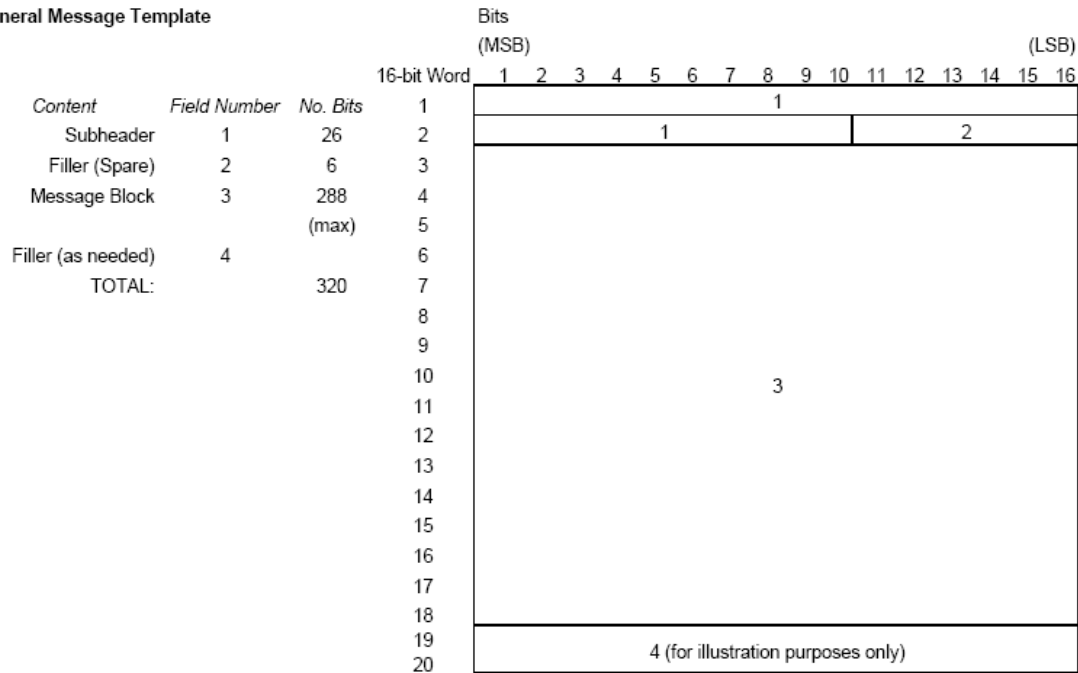 neral Message Template Bits
(MSB) (LSB)
16-bit Word 1 2 3 4 5 6 7 8 9 10 11 12 13 14 15 16
Content Field Number No. Bits 1 1
Subheader 1 26 2 1 2
Filler (Spare) 2 6 3
Message Block 3 288 4
(max) 5
Filler (as needed) 4 6
TOTAL: 320 7
8
9
10 3
11
12
13
14
15
16
17
18
19
4 (for illustration purposes only)
20